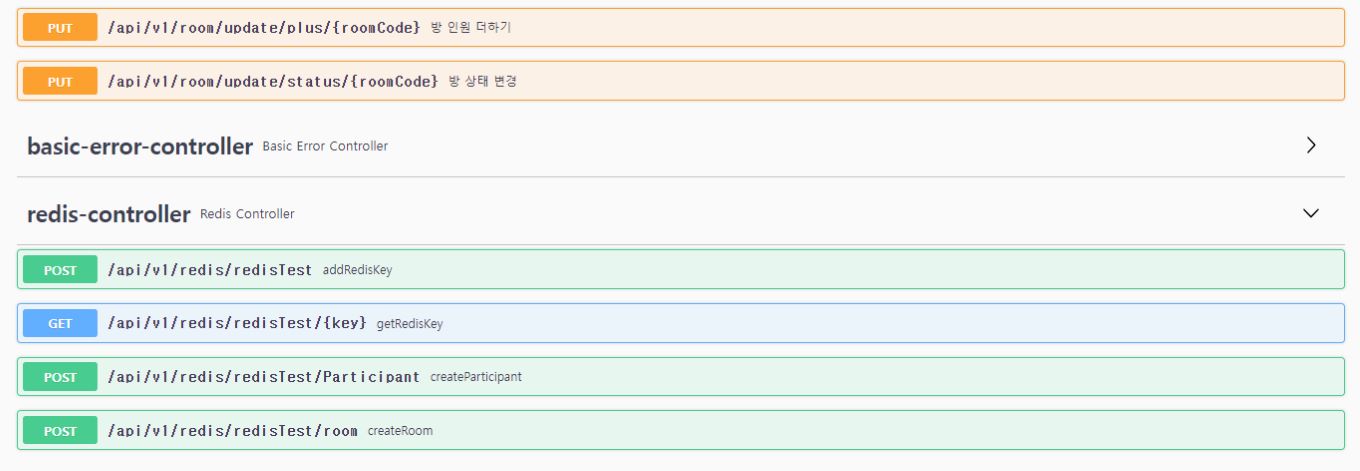 PUT /api/v1/room/update/plus/{roomCode} 방 인원 더하기
PUT /api/v1/room/update/status/{roomCode} 방 상태 변경
basic-error-controller Basic Error Controller
redis-controller Redis Controller
POST /api/v1/redis/redisTest addRedisKey
GET /api/v1/redis/redisTest/{key} getRedisKey
POST /api/v1/redis/redisTest/Participant createParticipant
POST /api/v1/redis/redisTest/room createRoom